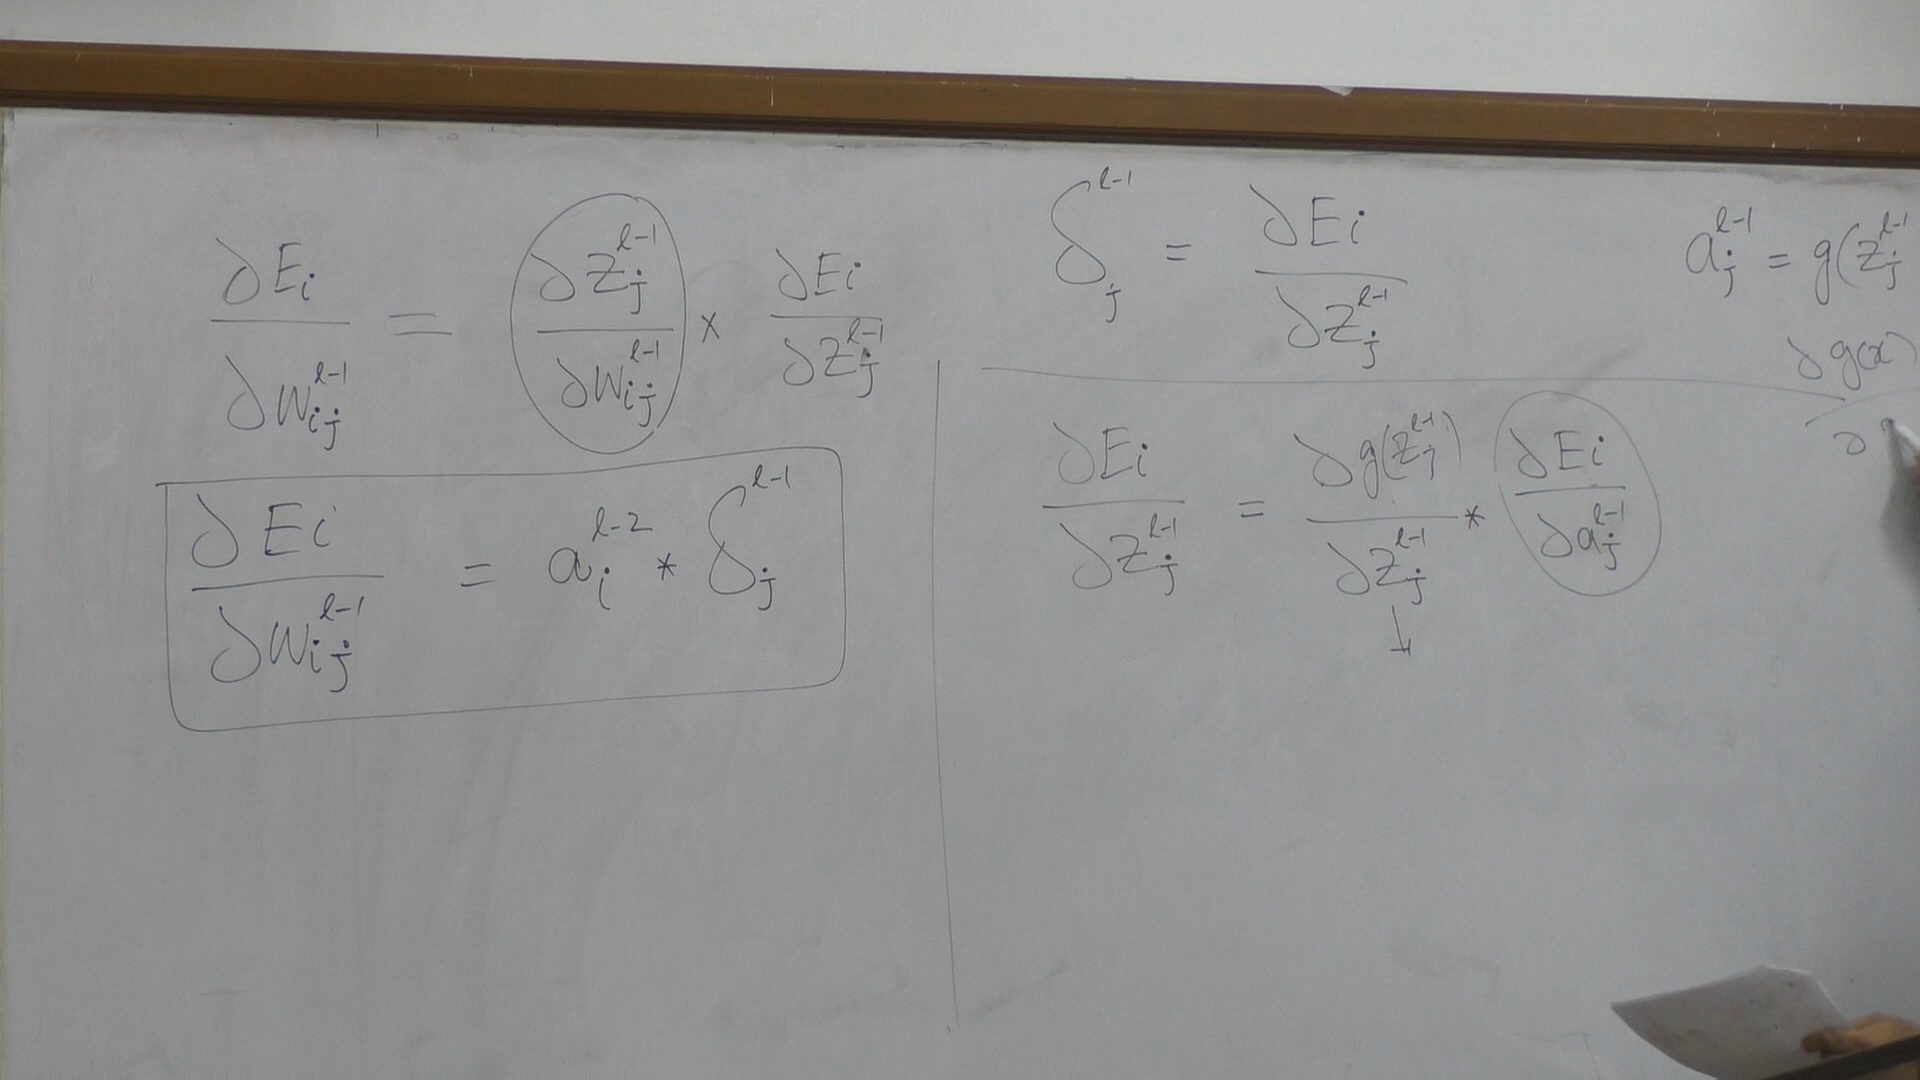 ∂Ei/∂w_ij^(l-1) = ∂z_j^(l-1)/∂w_ij^(l-1) × ∂Ei/∂z_j^(l-1)
∂Ei/∂w_ij^(l-1) = a_i^(l-2) * δ_j^(l-1)
δ_j^(l-1) = ∂Ei/∂z_j^(l-1)
a_j^(l-1) = g(z_j^(l-1)
∂g(x)
∂
∂Ei/∂z_j^(l-1) = ∂g(z_j^(l-1))/∂z_j^(l-1) * ∂Ei/∂a_j^(l-1)